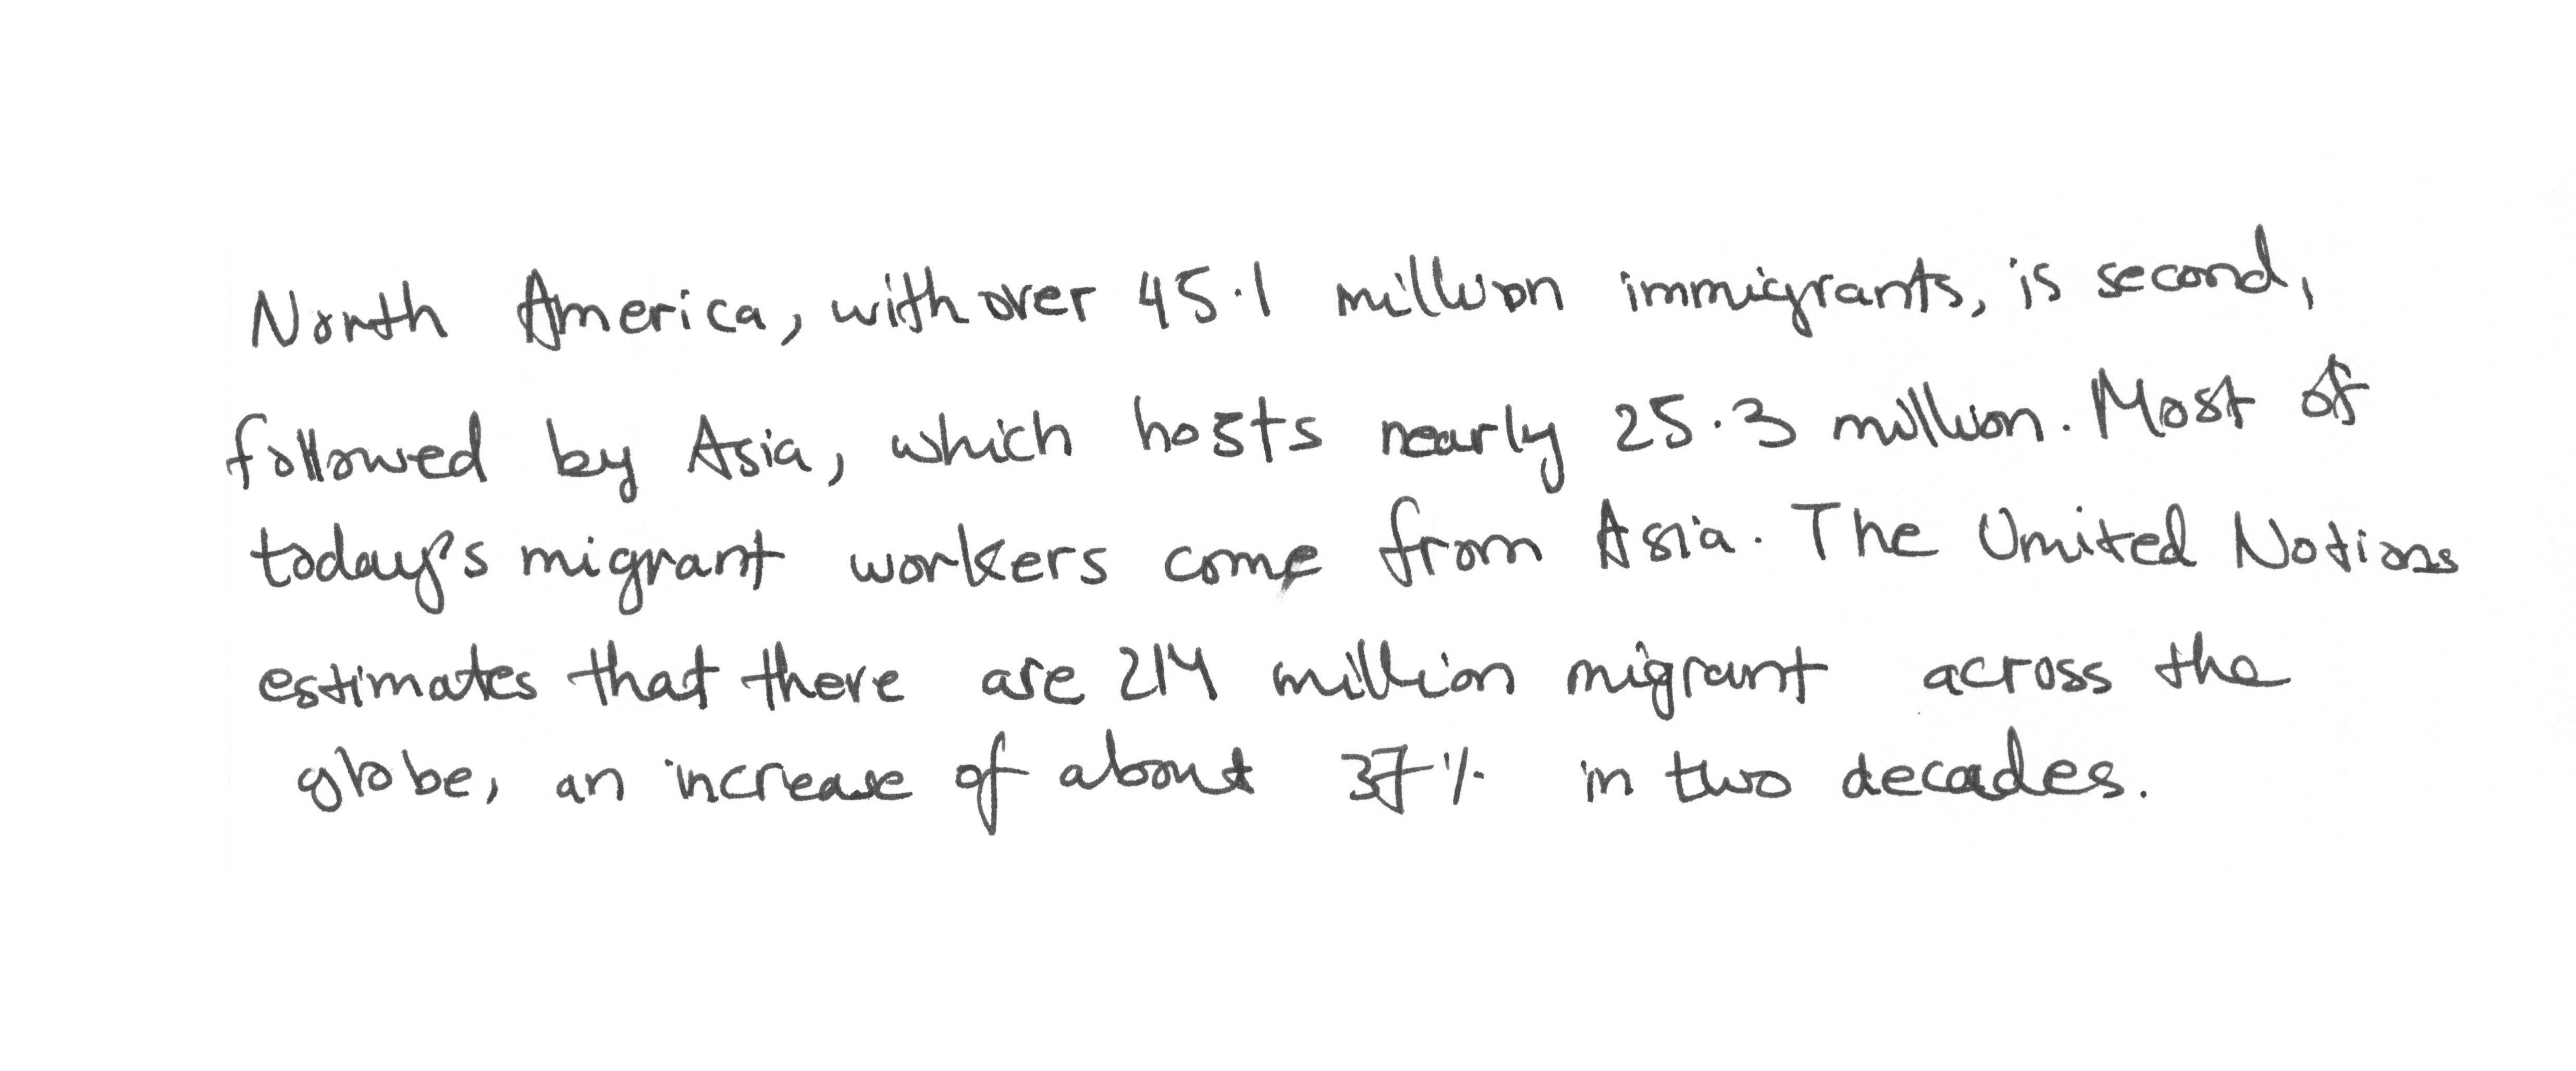 North America, with over 45.1 million immigrants, is second,
followed by Asia, which hosts nearly 25.3 million. Most of
today's migrant workers come from Asia. The United Nations
estimates that there are 214 million migrant across the
globe, an increase of about 37% in two decades.